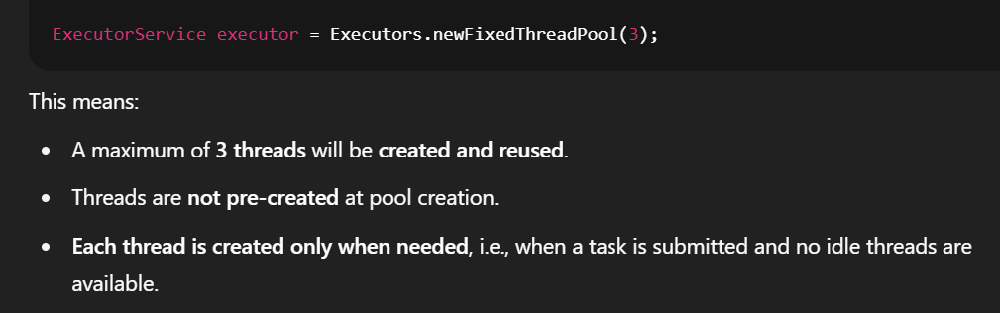 ExecutorService executor = Executors.newFixedThreadPool(3);
This means:
• A maximum of 3 threads will be created and reused.
• Threads are not pre-created at pool creation.
• Each thread is created only when needed, i.e., when a task is submitted and no idle threads are
available.